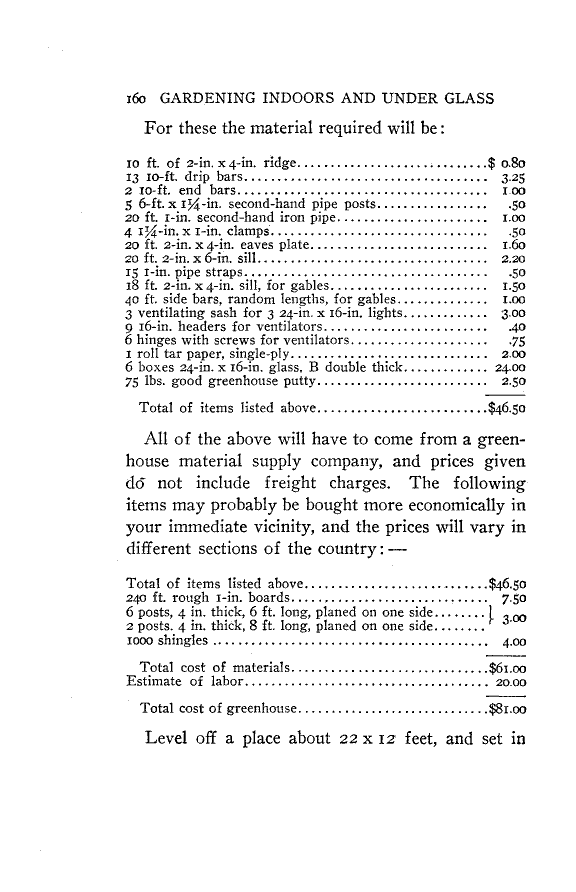 160 GARDENING INDOORS AND UNDER GLASS
For these the material required will be:
10 ft. of 2-in. x 4-in. ridge............................$ 0.80
13 10-ft. drip bars..................................... 3.25
2 10-ft. end bars...................................... 1.00
5 6-ft. x 1¼-in. second-hand pipe posts................. .50
20 ft. 1-in. second-hand iron pipe....................... 1.00
4 1¼-in. x 1-in. clamps................................. .50
20 ft. 2-in. x 4-in. eaves plate........................... 1.60
20 ft. 2-in. x 6-in. sill................................... 2.20
15 1-in. pipe straps..................................... .50
18 ft. 2-in. x 4-in. sill, for gables........................ 1.50
40 ft. side bars, random lengths, for gables.............. 1.00
3 ventilating sash for 3 24-in. x 16-in. lights............. 3.00
9 16-in. headers for ventilators......................... .40
6 hinges with screws for ventilators..................... .75
1 roll tar paper, single-ply.............................. 2.00
6 boxes 24-in. x 16-in. glass, B double thick............. 24.00
75 lbs. good greenhouse putty.......................... 2.50
Total of items listed above..........................$46.50
All of the above will have to come from a green-
house material supply company, and prices given
do not include freight charges. The following
items may probably be bought more economically in
your immediate vicinity, and the prices will vary in
different sections of the country:—
Total of items listed above............................$46.50
240 ft. rough 1-in. boards.............................. 7.50
6 posts, 4 in. thick, 6 ft. long, planed on one side........ } 3.00
2 posts. 4 in. thick, 8 ft. long, planed on one side........
1000 shingles .......................................... 4.00
Total cost of materials..............................$61.00
Estimate of labor..................................... 20.00
Total cost of greenhouse.............................$81.00
Level off a place about 22 x 12 feet, and set in